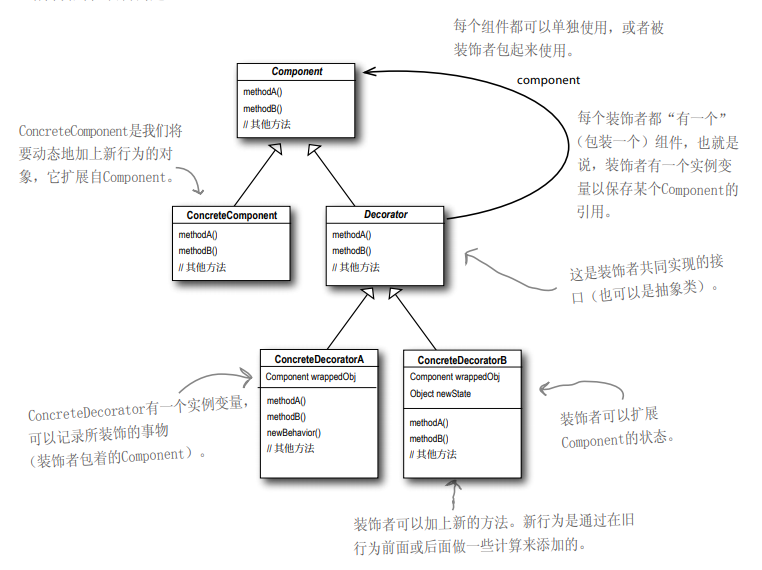 每个组件都可以单独使用，或者被
装饰者包起来使用。
Component
methodA()
methodB()
// 其他方法
component
每个装饰者都“有一个”
（包装一个）组件，也就是
说，装饰者有一个实例变
量以保存某个Component的
引用。
ConcreteComponent是我们将
要动态地加上新行为的对
象，它扩展自Component。
ConcreteComponent
methodA()
methodB()
// 其他方法
Decorator
methodA()
methodB()
// 其他方法
这是装饰者共同实现的接
口（也可以是抽象类）。
ConcreteDecoratorA
Component wrappedObj
methodA()
methodB()
newBehavior()
// 其他方法
ConcreteDecoratorB
Component wrappedObj
Object newState
methodA()
methodB()
// 其他方法
ConcreteDecorator有一个实例变量，
可以记录所装饰的事物
（装饰者包着的Component）。
装饰者可以扩展
Component的状态。
装饰者可以加上新的方法。新行为是通过在旧
行为前面或后面做一些计算来添加的。